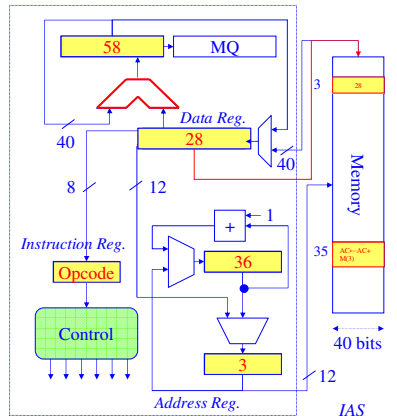 58
MQ
3
28
40
Data Reg.
28
40
Memory
8
12
1
+
Instruction Reg.
35
AC←AC+
M(3)
Opcode
36
Control
3
12
40 bits
Address Reg.
IAS